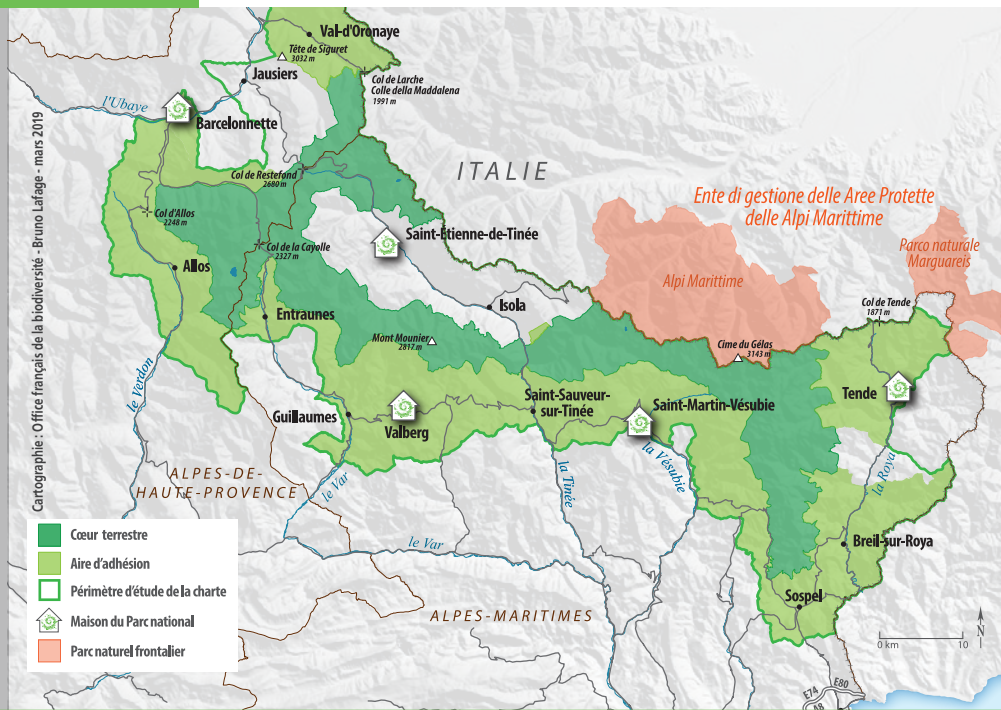 Val-d'Oronaye
Tête de Siguret
3032 m
Jausiers
Col de Larche
Colle della Maddalena
1991 m
l'Ubaye
Barcelonnette
Cartographie : Office français de la biodiversité - Bruno Lafage - mars 2019
ITALIE
Col de Restefond
2680 m
Ente di gestione delle Aree Protette
delle Alpi Marittime
Col d'Allos
2248 m
Saint-Étienne-de-Tinée
Parco naturale
Marguareis
Col de la Cayolle
2327 m
Allos
Alpi Marittime
Isola
Col de Tende
1871 m
Entraunes
Mont Mounier
2817 m
Cime du Gélas
3143 m
le Verdon
Tende
Saint-Sauveur-
sur-Tinée
Saint-Martin-Vésubie
Guillaumes
Valberg
la Vésubie
ALPES-DE-
HAUTE-PROVENCE
le Var
la Tinée
la Roya
Cœur terrestre
le Var
Breil-sur-Roya
Aire d'adhésion
Périmètre d'étude de la charte
Sospel
Maison du Parc national
ALPES-MARITIMES
Parc naturel frontalier
N
0 km 10
E74
E80
A8